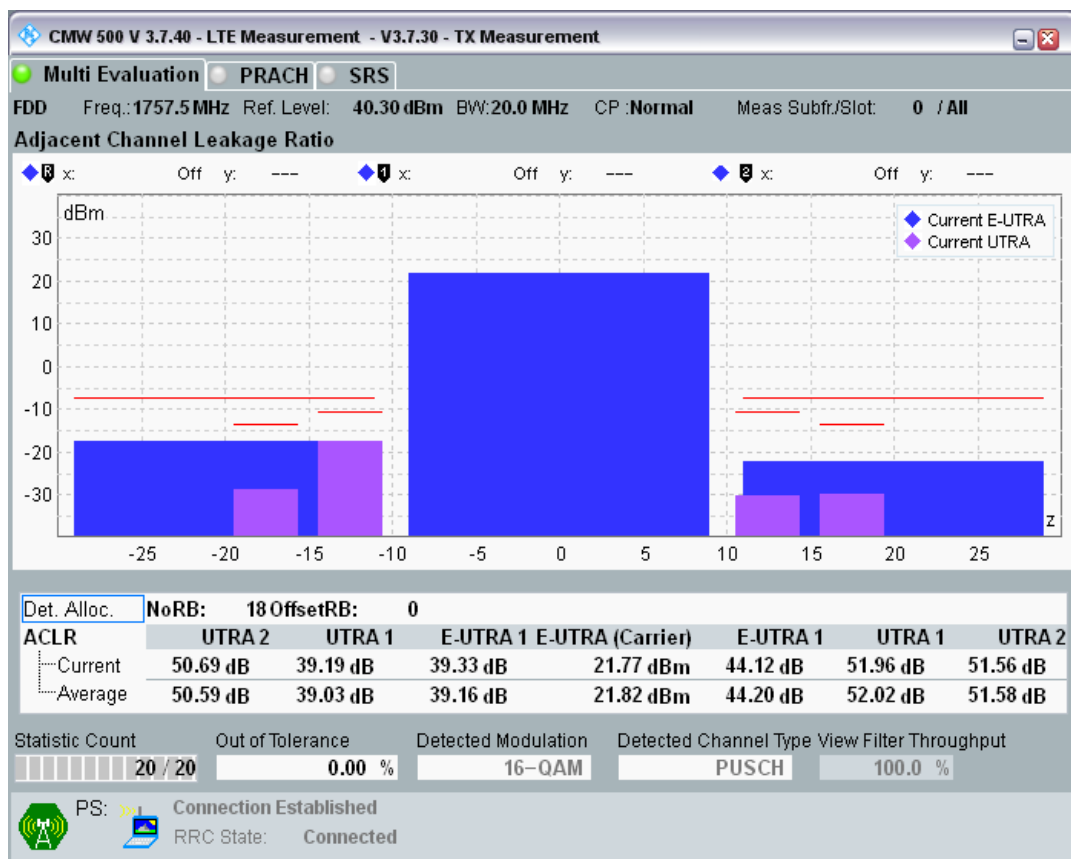 CMW 500 V 3.7.40 - LTE Measurement - V3.7.30 - TX Measurement
Multi Evaluation PRACH SRS
FDD Freq.:1757.5 MHz Ref. Level: 40.30 dBm BW:20.0 MHz CP :Normal Meas Subfr./Slot: 0 / All
Adjacent Channel Leakage Ratio
R x: Off y: --- 1 x: Off y: --- 2 x: Off y: ---
dBm
Current E-UTRA
Current UTRA
30
20
10
0
-10
-20
-30
z
-25 -20 -15 -10 -5 0 5 10 15 20 25
Det. Alloc. NoRB: 18 OffsetRB: 0
ACLR UTRA 2 UTRA 1 E-UTRA 1 E-UTRA (Carrier) E-UTRA 1 UTRA 1 UTRA 2
Current 50.69 dB 39.19 dB 39.33 dB 21.77 dBm 44.12 dB 51.96 dB 51.56 dB
Average 50.59 dB 39.03 dB 39.16 dB 21.82 dBm 44.20 dB 52.02 dB 51.58 dB
Statistic Count Out of Tolerance Detected Modulation Detected Channel Type View Filter Throughput
20 / 20 0.00 % 16-QAM PUSCH 100.0 %
PS: Connection Established
RRC State: Connected